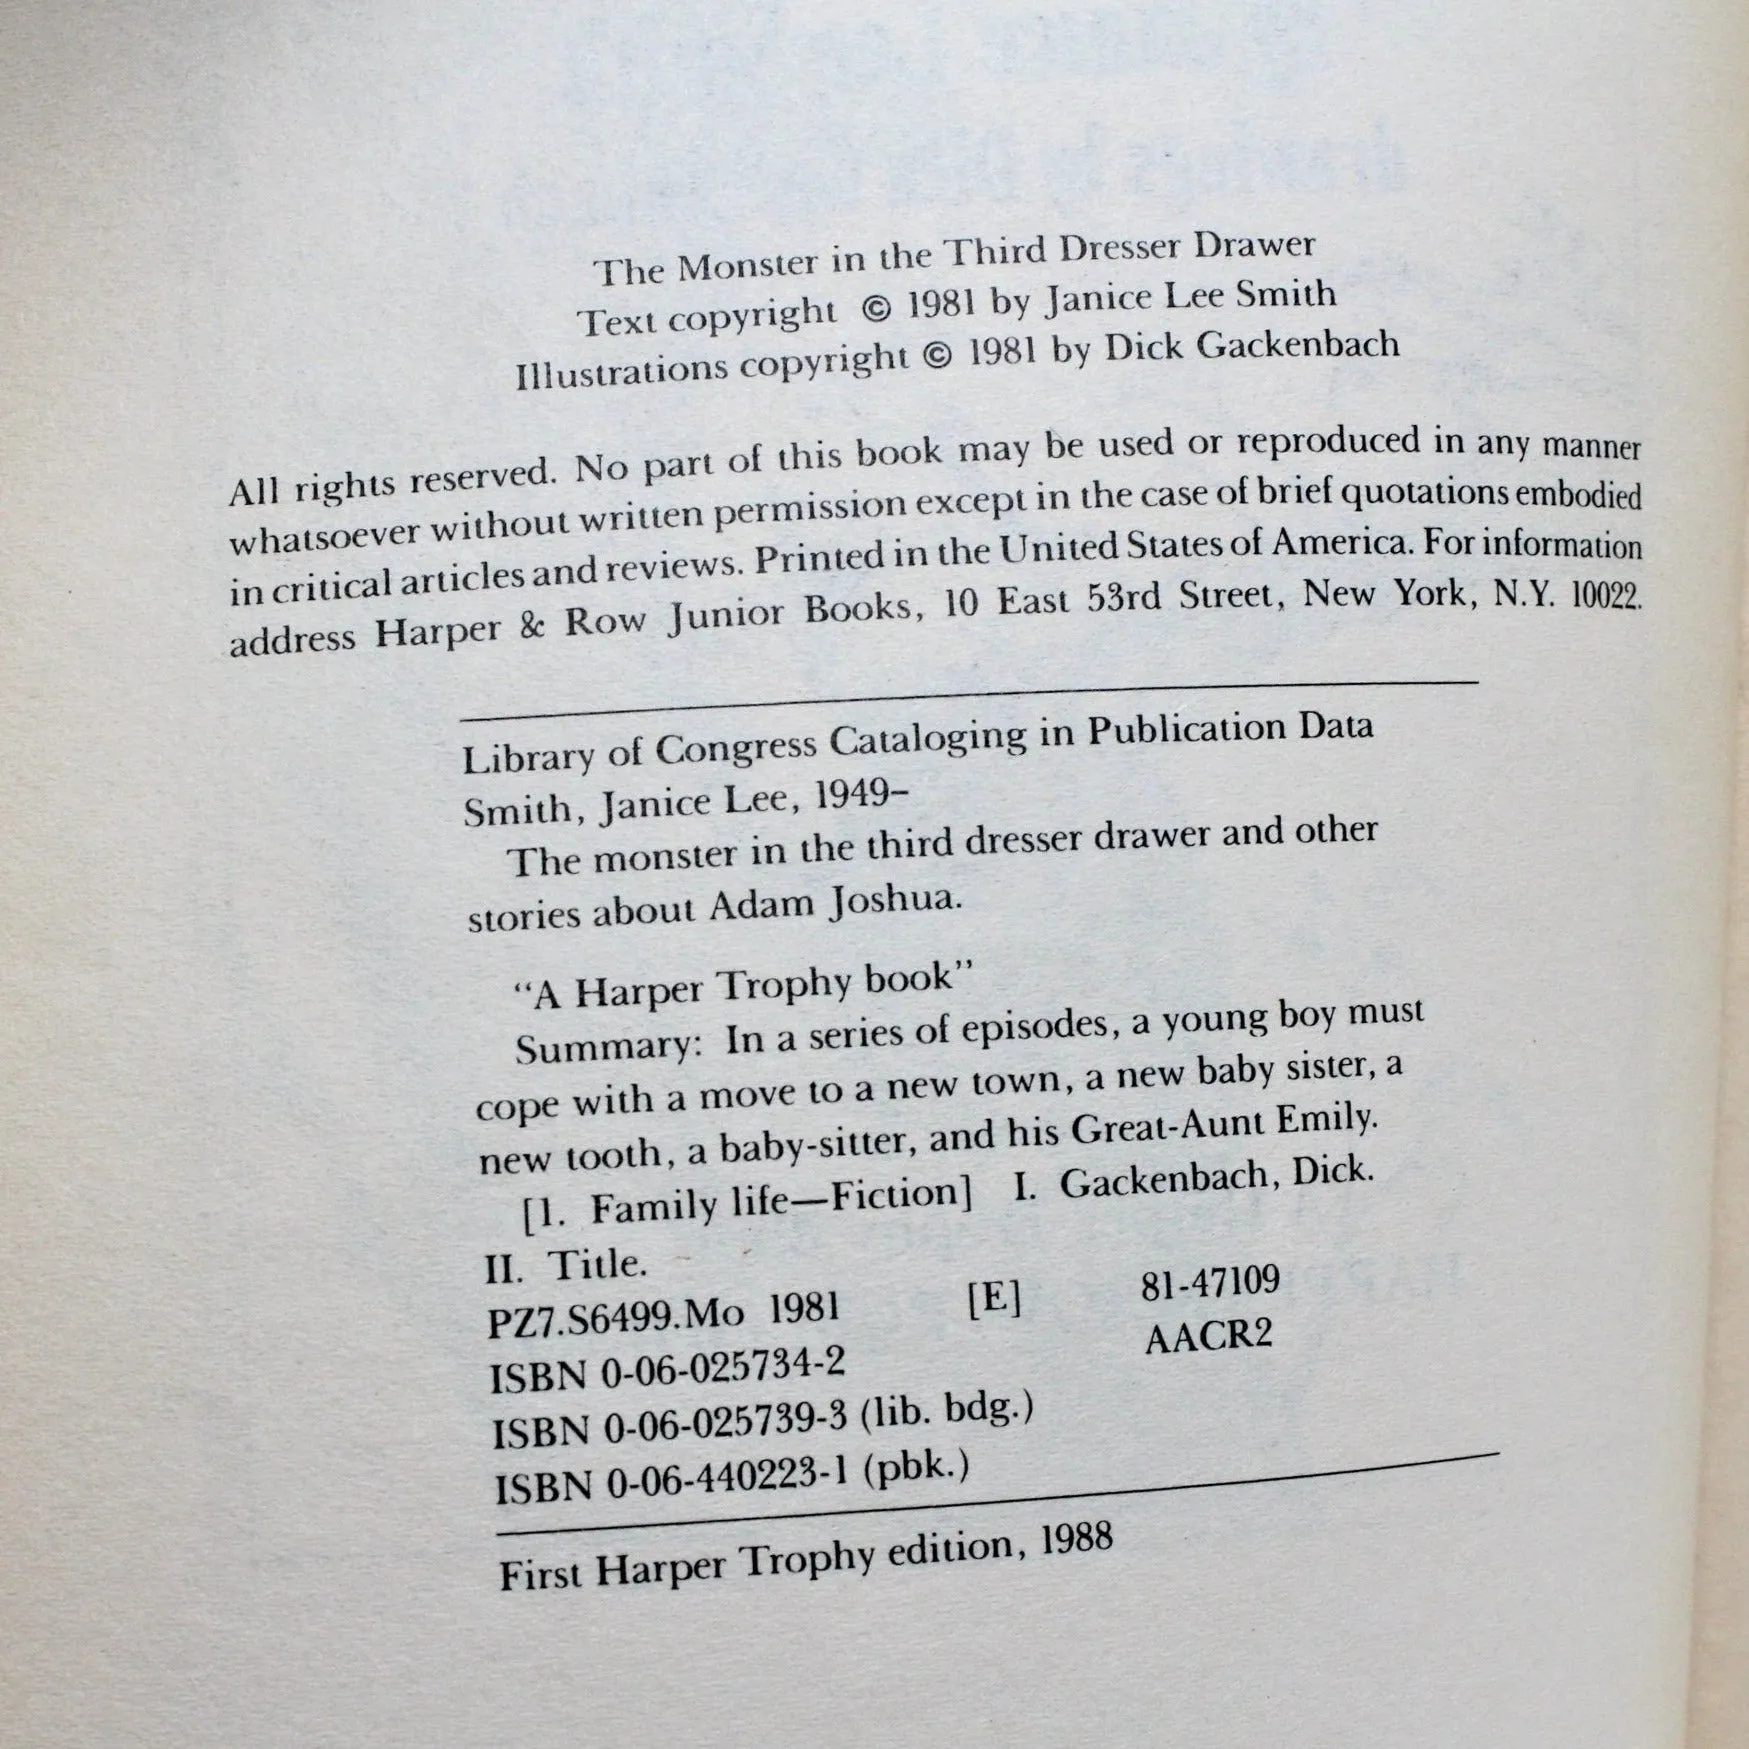 The Monster in the Third Dresser Drawer
Text copyright © 1981 by Janice Lee Smith
Illustrations copyright © 1981 by Dick Gackenbach
All rights reserved. No part of this book may be used or reproduced in any manner
whatsoever without written permission except in the case of brief quotations embodied
in critical articles and reviews. Printed in the United States of America. For information
address Harper & Row Junior Books, 10 East 53rd Street, New York, N.Y. 10022.
Library of Congress Cataloging in Publication Data
Smith, Janice Lee, 1949–
The monster in the third dresser drawer and other
stories about Adam Joshua.
“A Harper Trophy book”
Summary: In a series of episodes, a young boy must
cope with a move to a new town, a new baby sister, a
new tooth, a baby-sitter, and his Great-Aunt Emily.
[1. Family life—Fiction] I. Gackenbach, Dick.
II. Title.
PZ7.S6499.Mo 1981 [E] 81-47109
AACR2
ISBN 0-06-025734-2
ISBN 0-06-025739-3 (lib. bdg.)
ISBN 0-06-440223-1 (pbk.)
First Harper Trophy edition, 1988